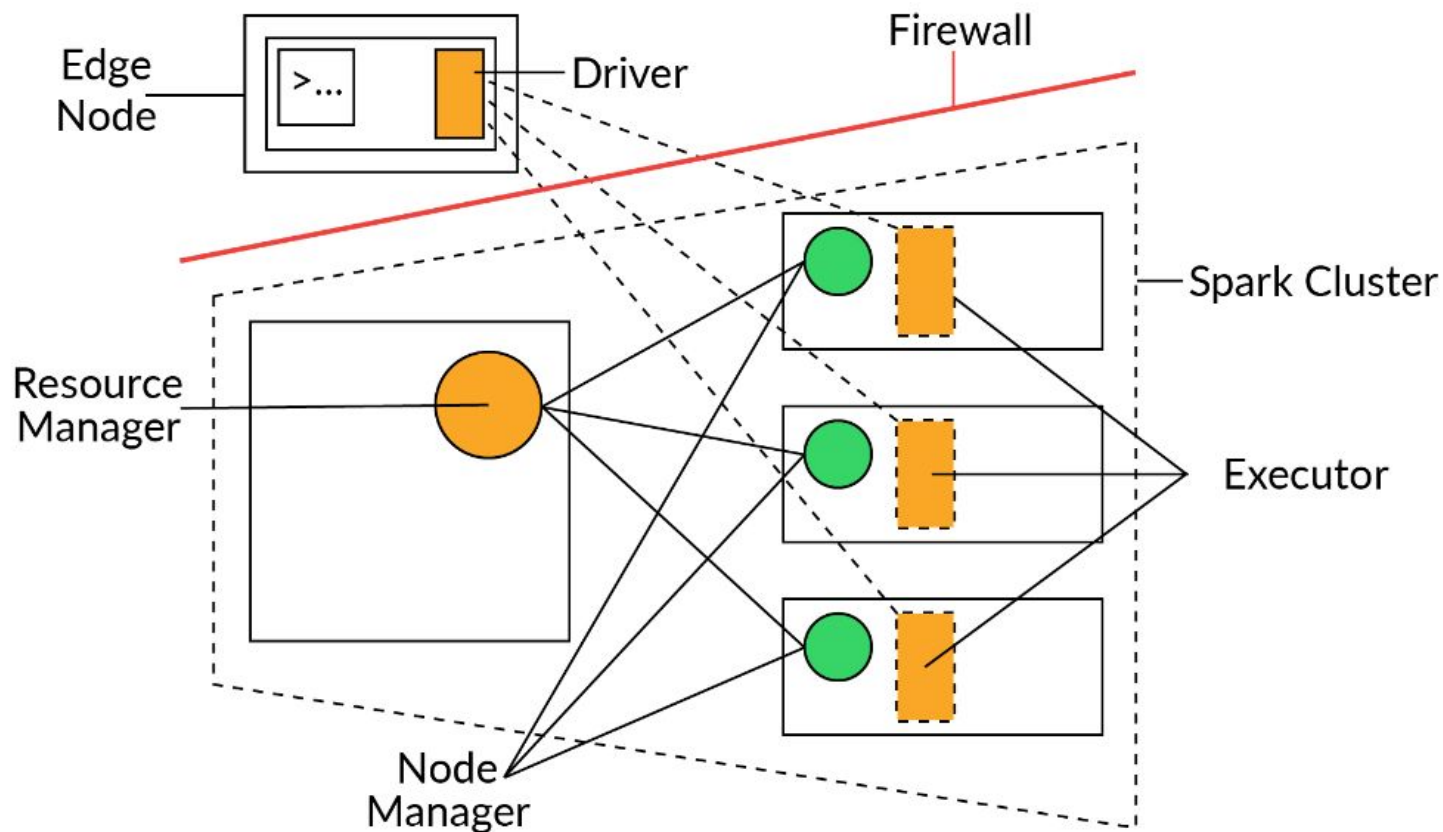 Firewall
Edge
Node
>...
Driver
Spark Cluster
Resource
Manager
Executor
Node
Manager